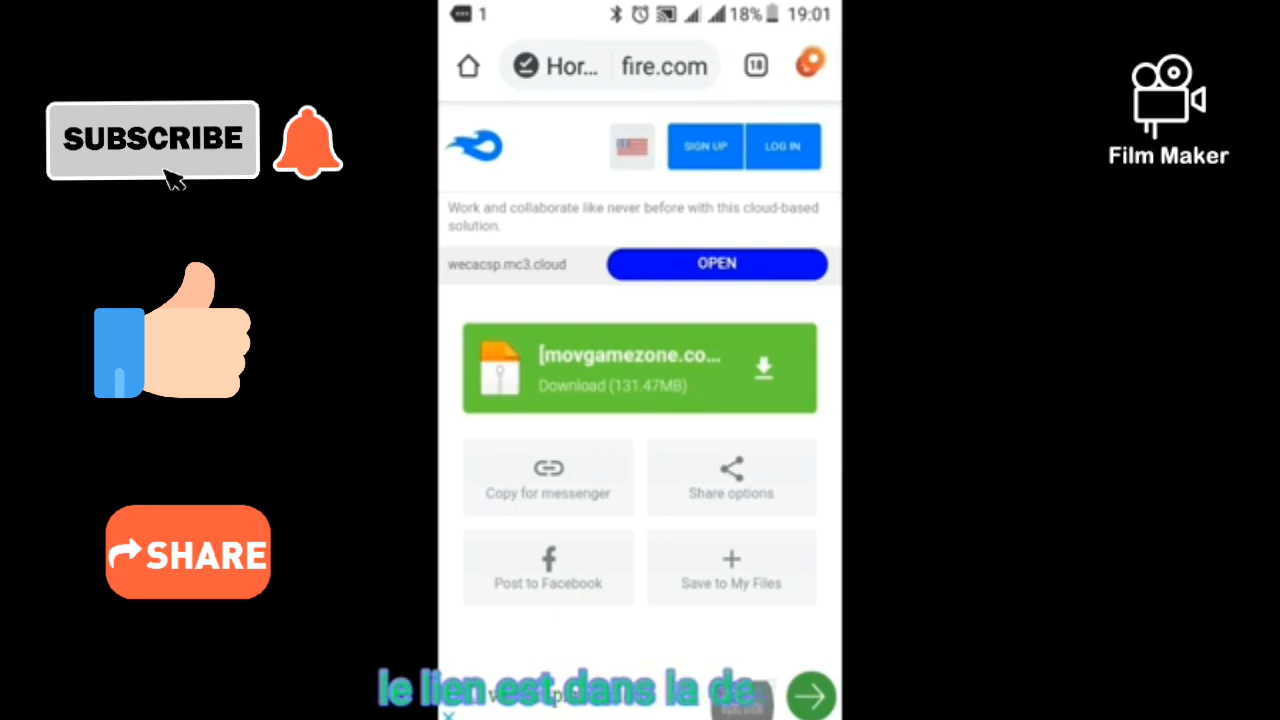 1
18%
19:01
Hor...
fire.com
18
SUBSCRIBE
Film Maker
SIGN UP
LOG IN
Work and collaborate like never before with this cloud-based
solution.
wecacsp.mc3.cloud
OPEN
[movgamezone.co...
Download (131.47MB)
Copy for messenger
Share options
SHARE
Post to Facebook
Save to My Files
le lien est dans la de